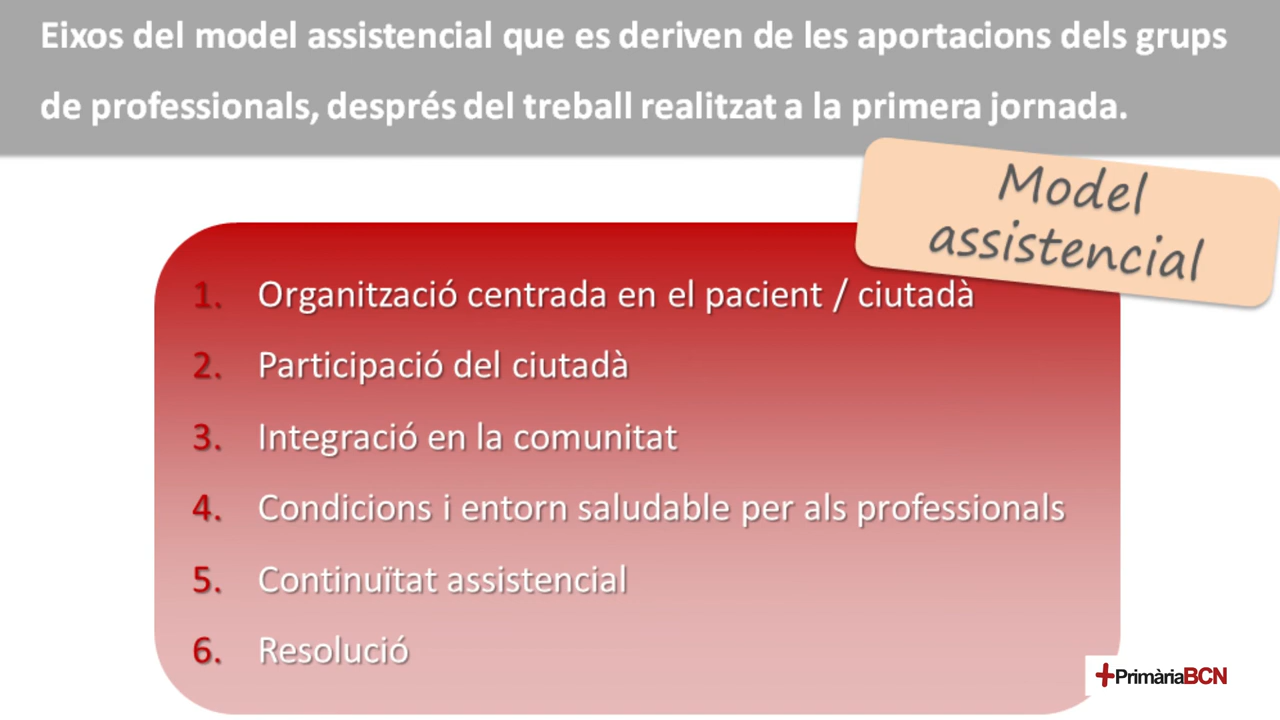 Eixos del model assistencial que es deriven de les aportacions dels grups
de professionals, després del treball realitzat a la primera jornada.
Model
assistencial
1. Organització centrada en el pacient / ciutadà
2. Participació del ciutadà
3. Integració en la comunitat
4. Condicions i entorn saludable per als professionals
5. Continuïtat assistencial
6. Resolució
+PrimàriaBCN